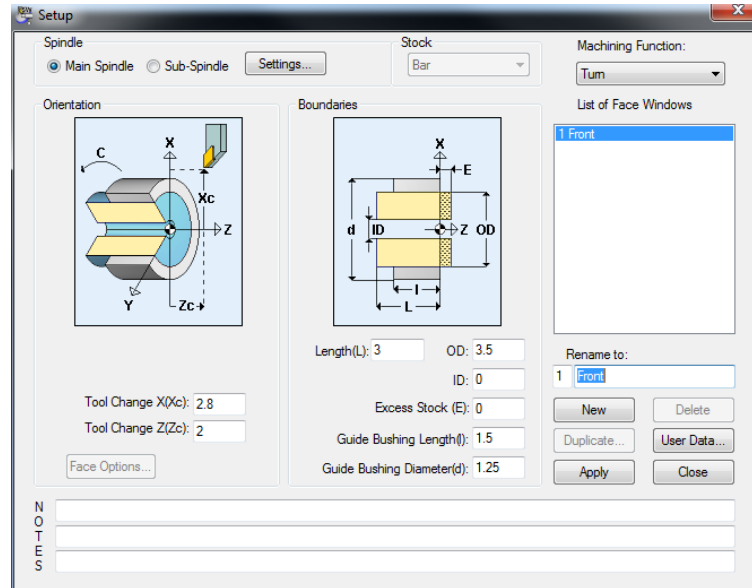 Setup
Spindle
Main Spindle Sub-Spindle Settings...
Stock
Bar
Machining Function:
Turn
Orientation
C
X
Xc
Z
Y
Zc
Tool Change X(Xc): 2.8
Tool Change Z(Zc): 2
Face Options...
Boundaries
X
E
d ID Z OD
I
L
Length(L): 3 OD: 3.5
ID: 0
Excess Stock (E): 0
Guide Bushing Length(l): 1.5
Guide Bushing Diameter(d): 1.25
List of Face Windows
1 Front
Rename to:
1 Front
New Delete
Duplicate... User Data...
Apply Close
NOTES